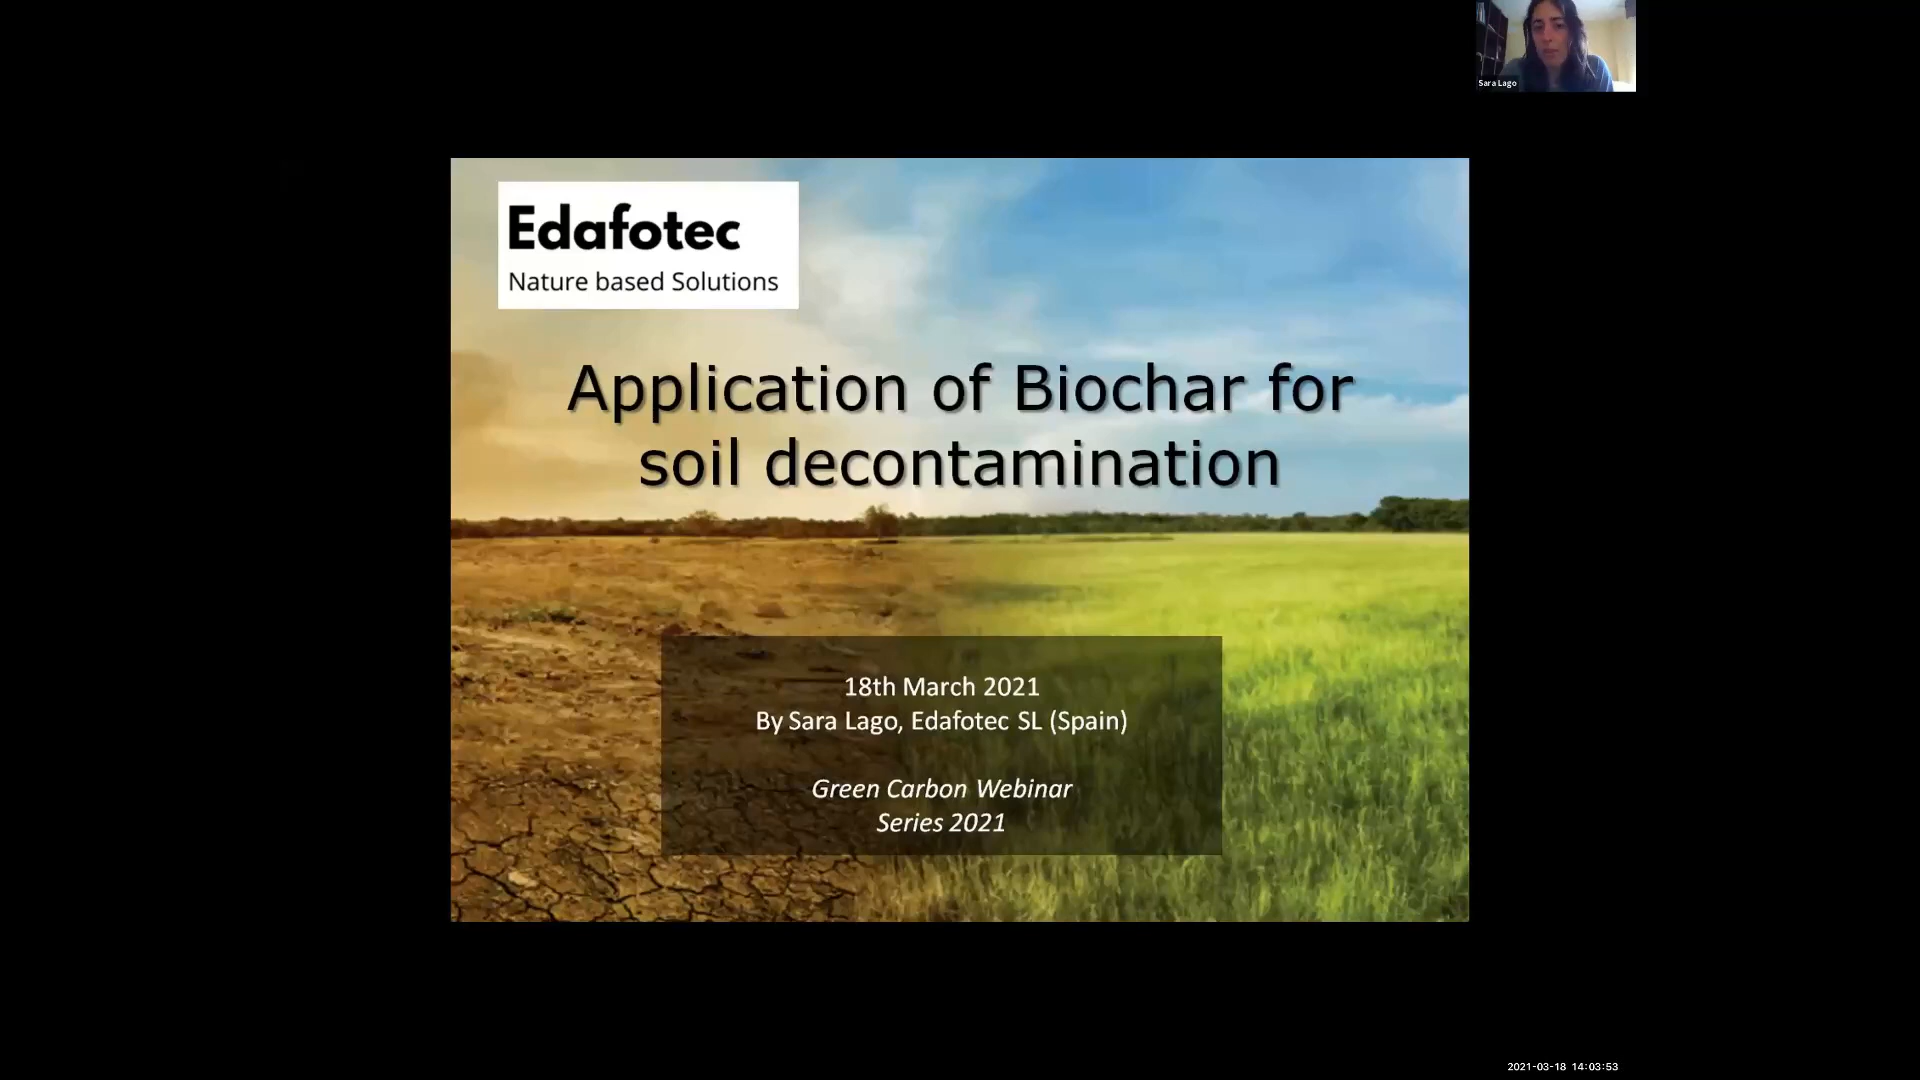 Sara Lago
Edafotec
Nature based Solutions
Application of Biochar for
soil decontamination
18th March 2021
By Sara Lago, Edafotec SL (Spain)
Green Carbon Webinar
Series 2021
2021-03-18 14:03:53